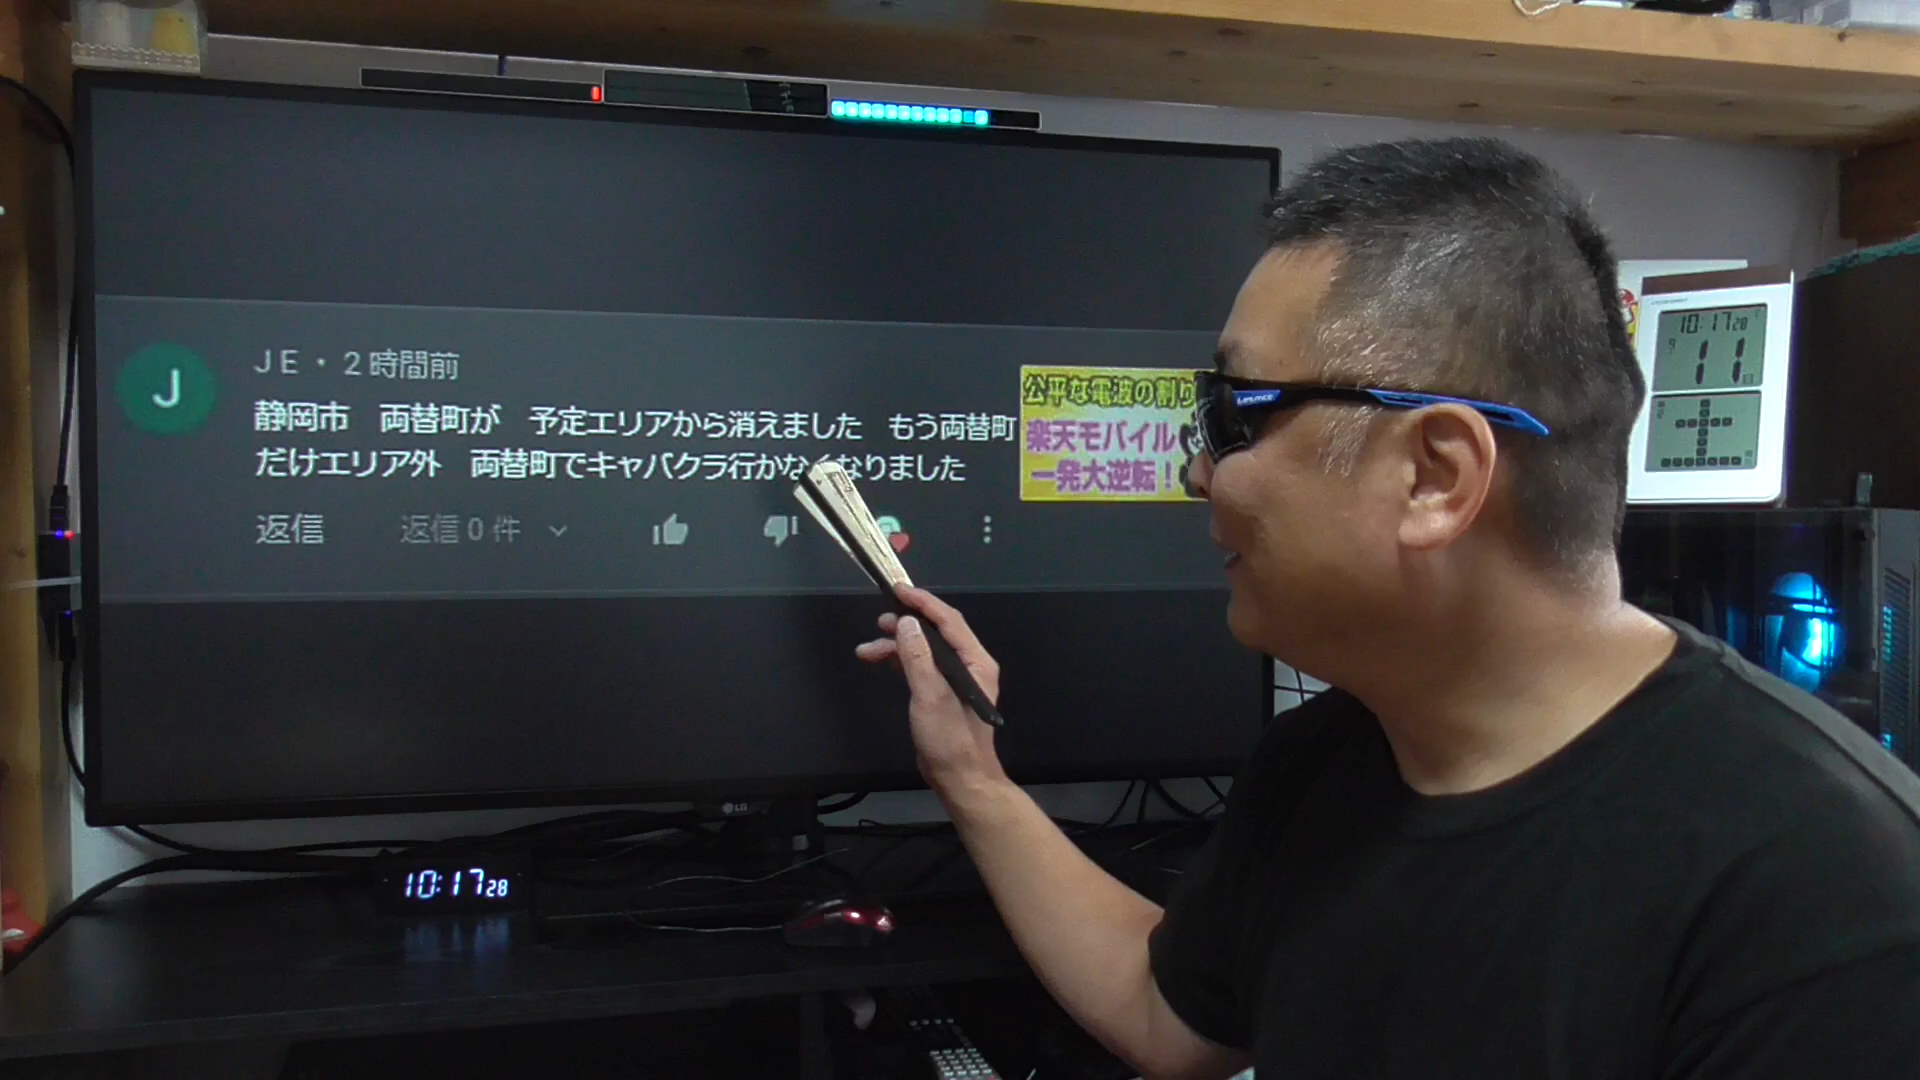 J E ・ 2 時間前
J
静岡市　両替町が　予定エリアから消えました　もう両替町
だけエリア外　両替町でキャバクラ行かなくなりました
返信
返信 0 件
公平な電波の割り
楽天モバイル
一発大逆転！
10:17 28
9
11
LG
10:17 28